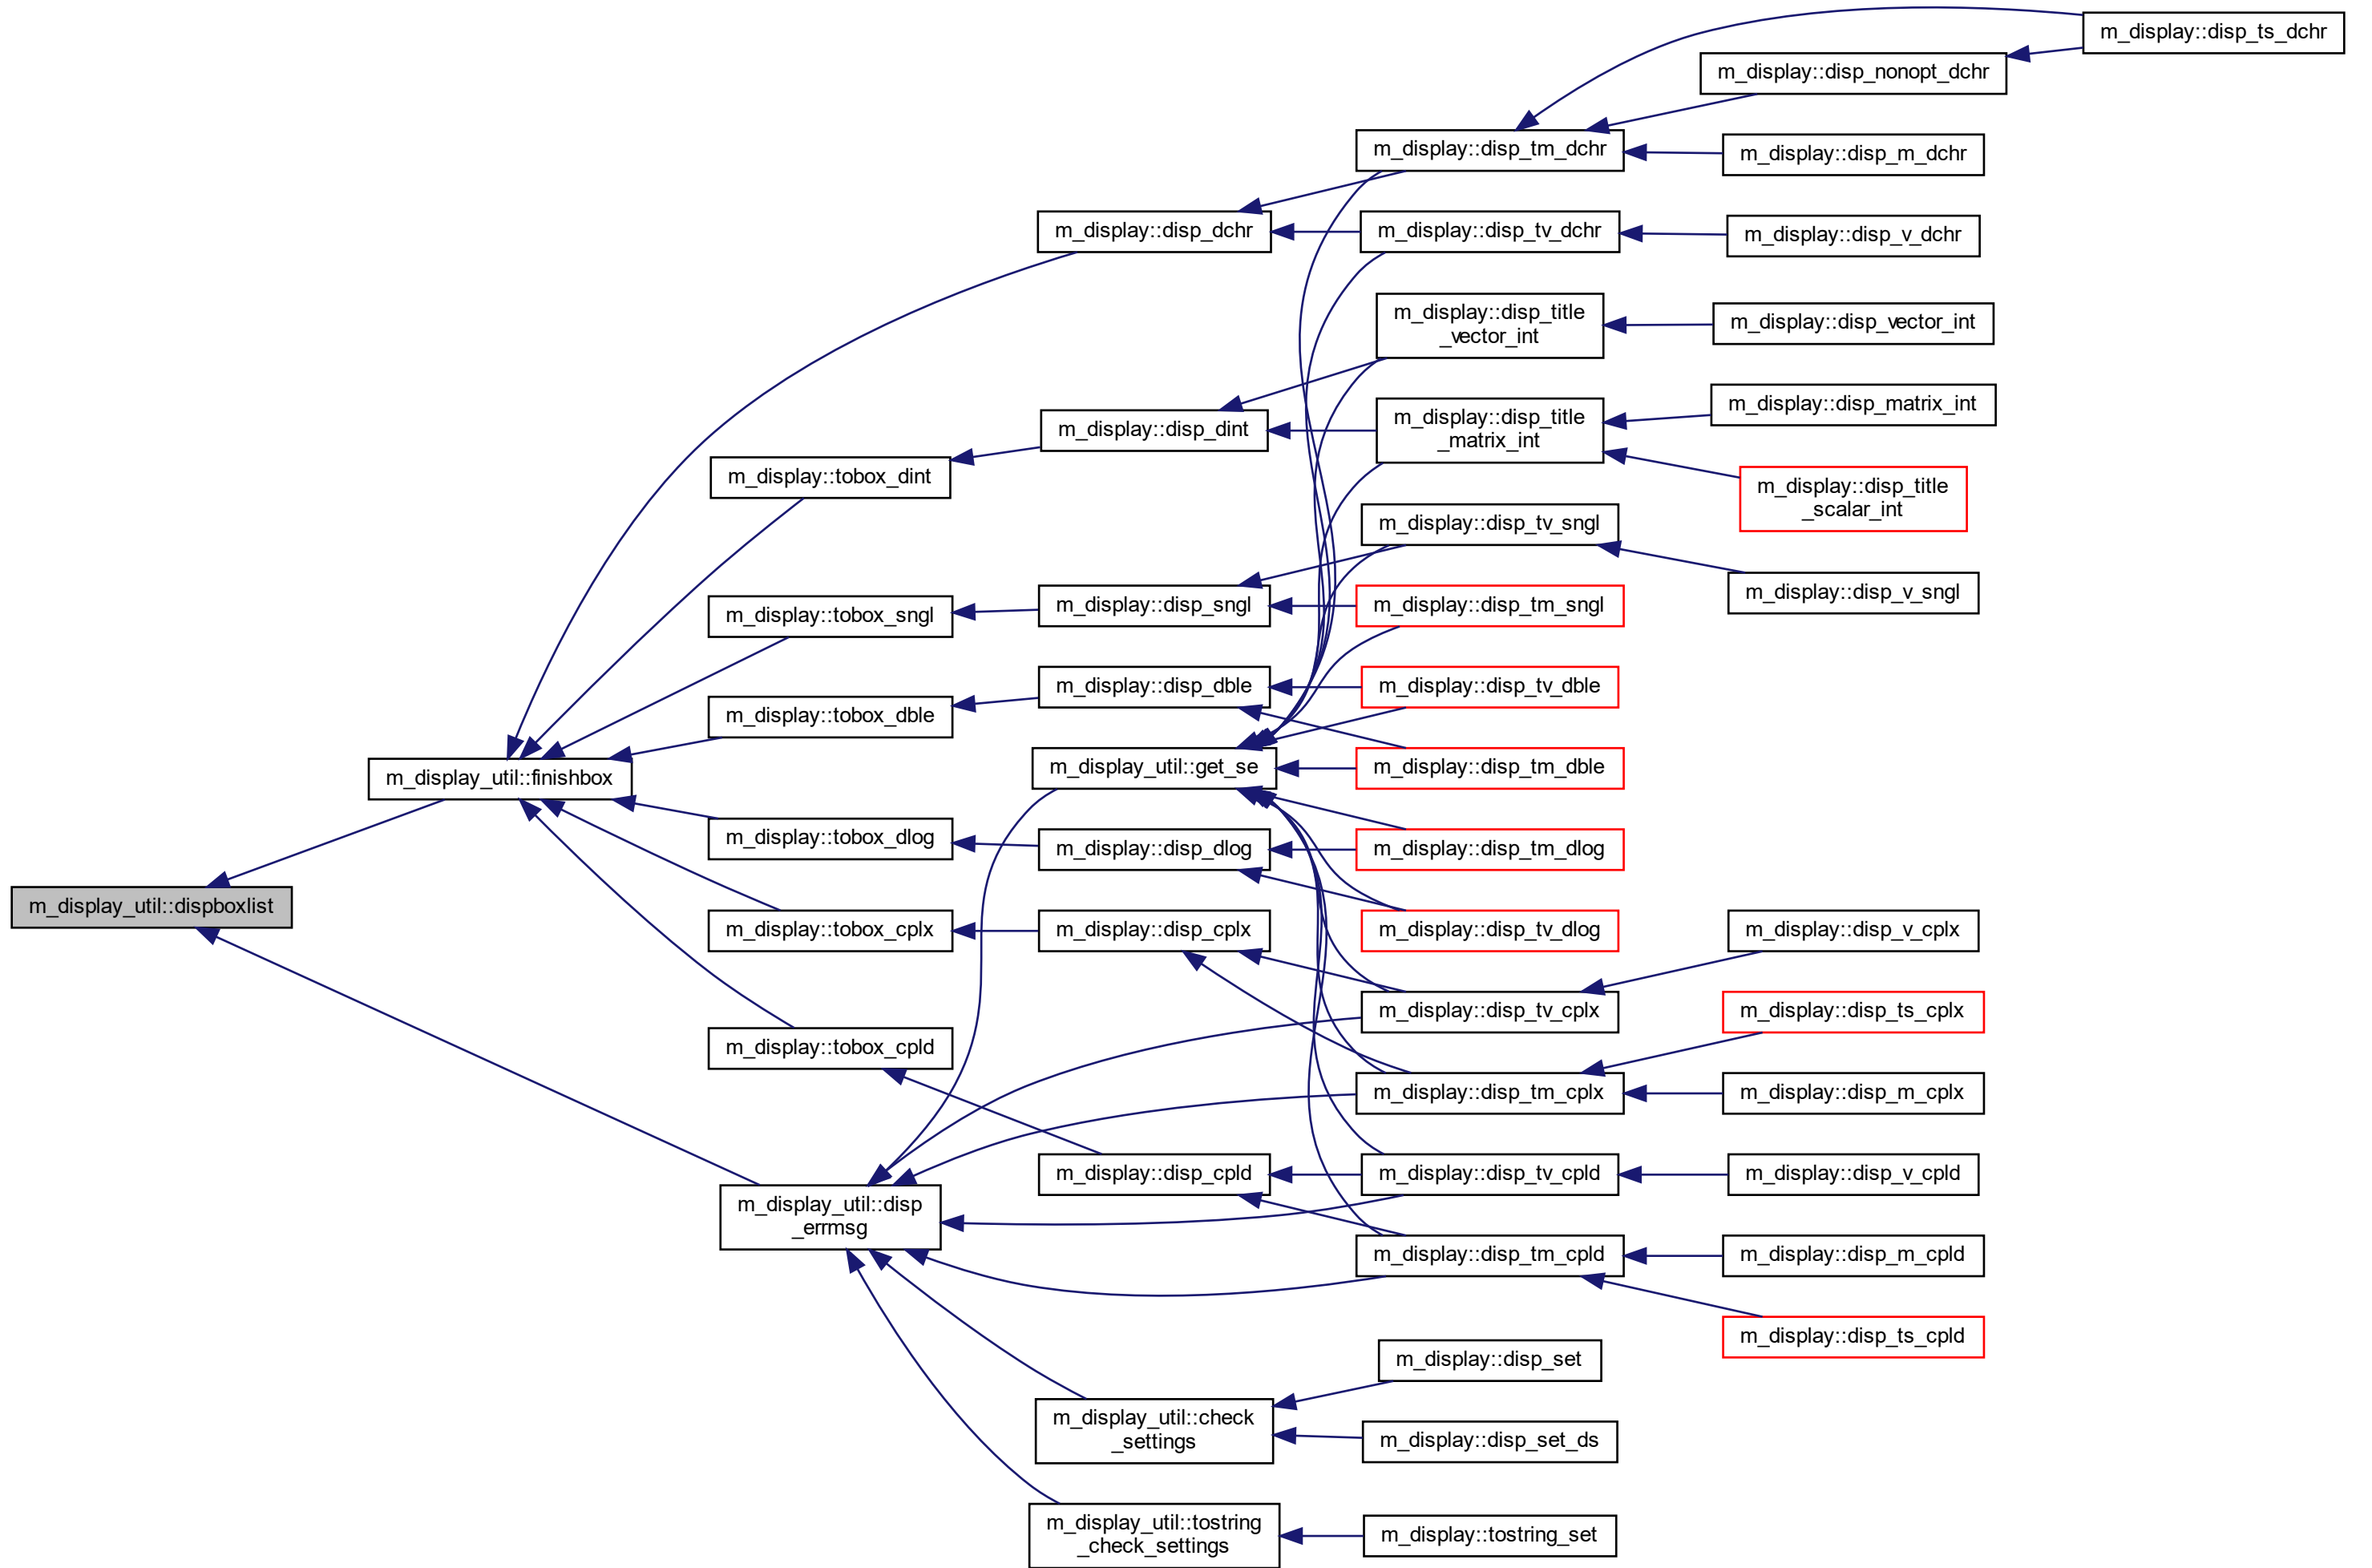 m_display::disp_ts_dchr
m_display::disp_nonopt_dchr
m_display::disp_tm_dchr
m_display::disp_m_dchr
m_display::disp_dchr
m_display::disp_tv_dchr
m_display::disp_v_dchr
m_display::disp_title
_vector_int
m_display::disp_vector_int
m_display::disp_dint
m_display::disp_title
_matrix_int
m_display::disp_matrix_int
m_display::tobox_dint
m_display::disp_title
_scalar_int
m_display::disp_tv_sngl
m_display::disp_v_sngl
m_display::tobox_sngl
m_display::disp_sngl
m_display::disp_tm_sngl
m_display::tobox_dble
m_display::disp_dble
m_display::disp_tv_dble
m_display_util::finishbox
m_display_util::get_se
m_display::disp_tm_dble
m_display::tobox_dlog
m_display::disp_dlog
m_display::disp_tm_dlog
m_display_util::dispboxlist
m_display::tobox_cplx
m_display::disp_cplx
m_display::disp_tv_dlog
m_display::disp_v_cplx
m_display::disp_tv_cplx
m_display::disp_ts_cplx
m_display::tobox_cpld
m_display::disp_tm_cplx
m_display::disp_m_cplx
m_display::disp_cpld
m_display::disp_tv_cpld
m_display::disp_v_cpld
m_display_util::disp
_errmsg
m_display::disp_tm_cpld
m_display::disp_m_cpld
m_display::disp_ts_cpld
m_display::disp_set
m_display_util::check
_settings
m_display::disp_set_ds
m_display_util::tostring
_check_settings
m_display::tostring_set